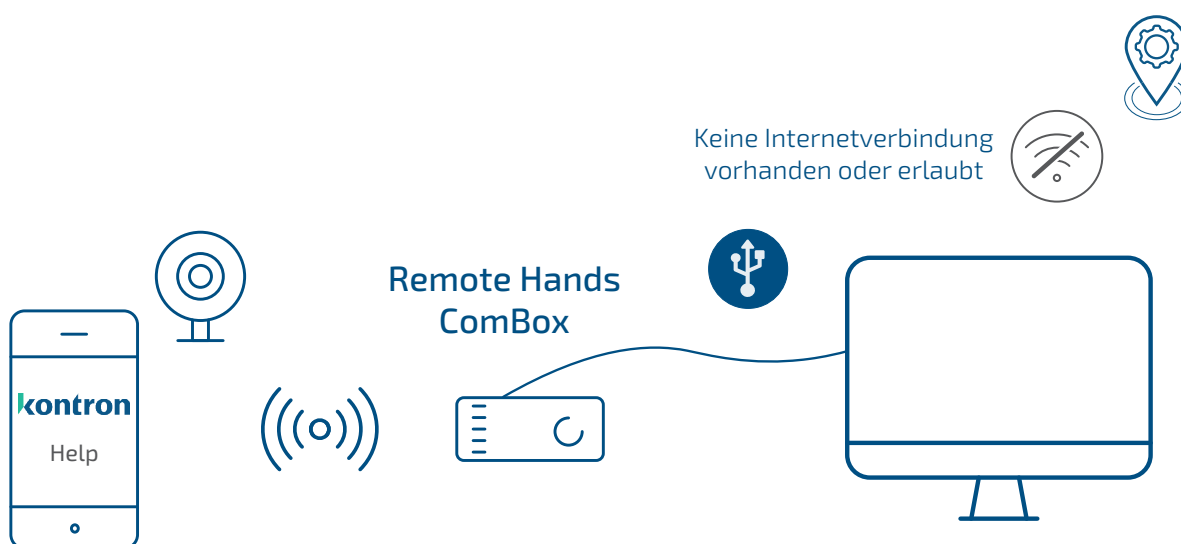 Keine Internetverbindung
vorhanden oder erlaubt
Remote Hands
ComBox
kontron
Help